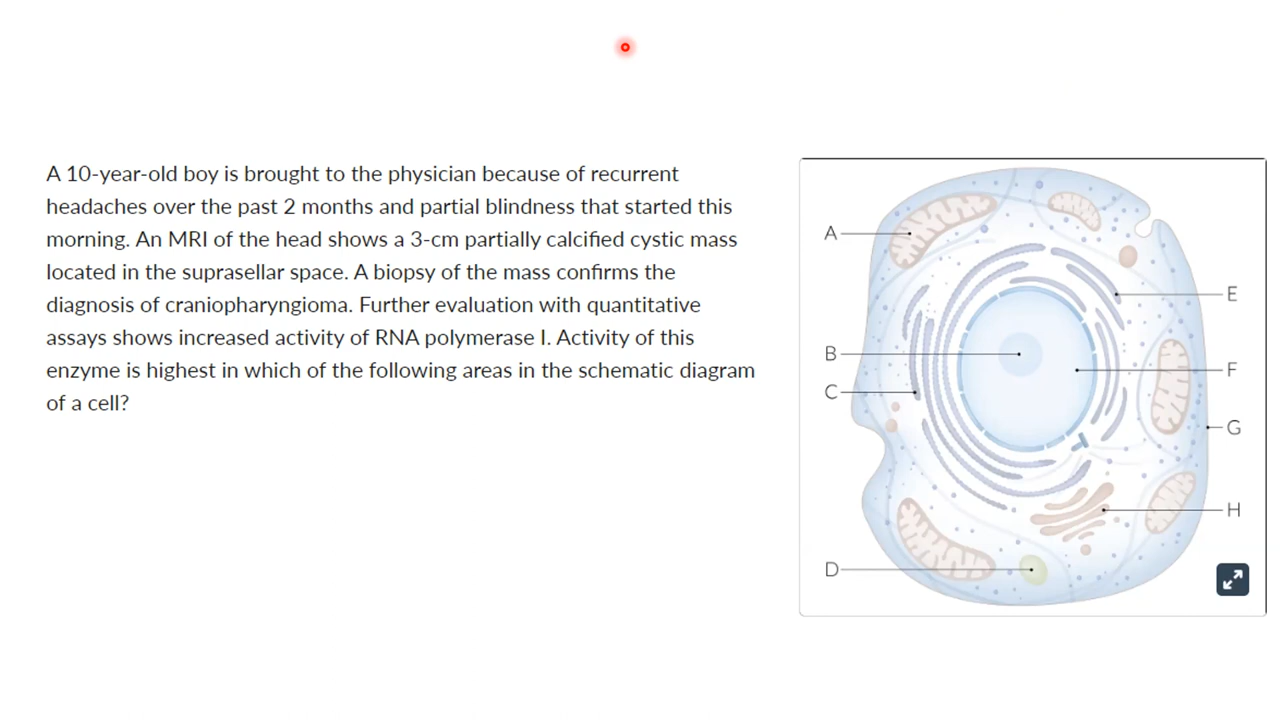 A 10-year-old boy is brought to the physician because of recurrent
headaches over the past 2 months and partial blindness that started this
morning. An MRI of the head shows a 3-cm partially calcified cystic mass
located in the suprasellar space. A biopsy of the mass confirms the
diagnosis of craniopharyngioma. Further evaluation with quantitative
assays shows increased activity of RNA polymerase I. Activity of this
enzyme is highest in which of the following areas in the schematic diagram
of a cell?
A
B
C
D
E
F
G
H